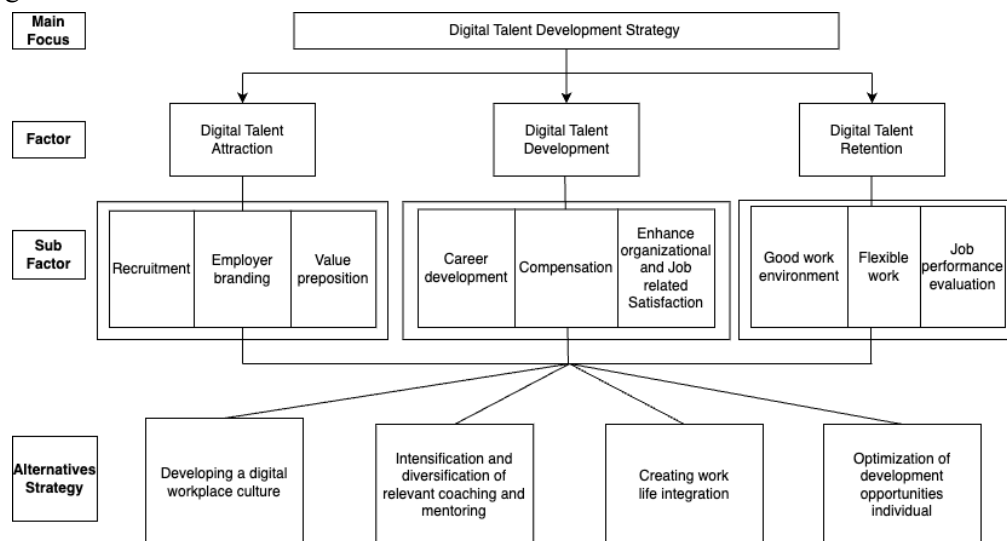 Main
Focus
Digital Talent Development Strategy
Factor
Digital Talent
Attraction
Digital Talent
Development
Digital Talent
Retention
Sub
Factor
Recruitment
Employer
branding
Value
preposition
Career
development
Compensation
Enhance
organizational
and Job
related
Satisfaction
Good work
environment
Flexible
work
Job
performance
evaluation
Alternatives
Strategy
Developing a digital
workplace culture
Intensification and
diversification of
relevant coaching and
mentoring
Creating work
life integration
Optimization of
development
opportunities
individual